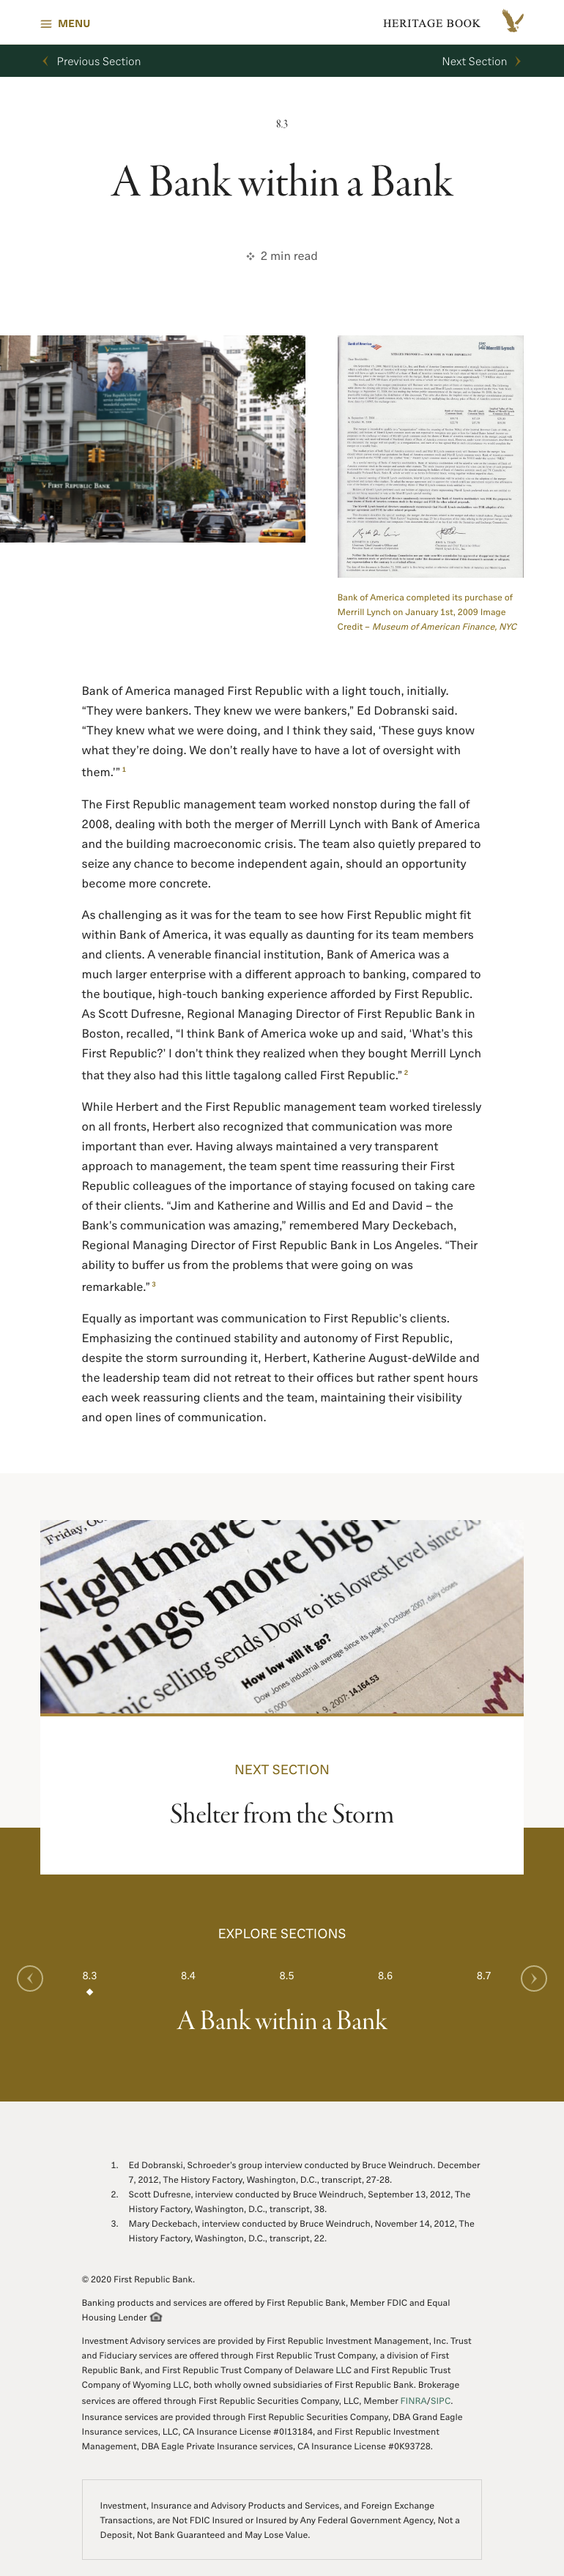 MENU
HERITAGE BOOK
Previous Section
Next Section
8.3
A Bank within a Bank
2 min read
FIRST REPUBLIC BANK
Bank of America
Merrill Lynch
Bank of America completed its purchase of
Merrill Lynch on January 1st, 2009 Image
Credit – Museum of American Finance, NYC
Bank of America managed First Republic with a light touch, initially.
“They were bankers. They knew we were bankers,” Ed Dobranski said.
“They knew what we were doing, and I think they said, ‘These guys know
what they’re doing. We don’t really have to have a lot of oversight with
them.’” 1
The First Republic management team worked nonstop during the fall of
2008, dealing with both the merger of Merrill Lynch with Bank of America
and the building macroeconomic crisis. The team also quietly prepared to
seize any chance to become independent again, should an opportunity
become more concrete.
As challenging as it was for the team to see how First Republic might fit
within Bank of America, it was equally as daunting for its team members
and clients. A venerable financial institution, Bank of America was a
much larger enterprise with a different approach to banking, compared to
the boutique, high-touch banking experience afforded by First Republic.
As Scott Dufresne, Regional Managing Director of First Republic Bank in
Boston, recalled, “I think Bank of America woke up and said, ‘What’s this
First Republic?’ I don’t think they realized when they bought Merrill Lynch
that they also had this little tagalong called First Republic.” 2
While Herbert and the First Republic management team worked tirelessly
on all fronts, Herbert also recognized that communication was more
important than ever. Having always maintained a very transparent
approach to management, the team spent time reassuring their First
Republic colleagues of the importance of staying focused on taking care
of their clients. “Jim and Katherine and Willis and Ed and David – the
Bank’s communication was amazing,” remembered Mary Deckebach,
Regional Managing Director of First Republic Bank in Los Angeles. “Their
ability to buffer us from the problems that were going on was
remarkable.” 3
Equally as important was communication to First Republic’s clients.
Emphasizing the continued stability and autonomy of First Republic,
despite the storm surrounding it, Herbert, Katherine August-deWilde and
the leadership team did not retreat to their offices but rather spent hours
each week reassuring clients and the team, maintaining their visibility
and open lines of communication.
Friday, Oc
Nightmare
brings more big
Panic selling sends Dow to its lowest level since 20
How low will it go?
Dow Jones industrial average since its peak in October 2007, daily closes
15,000
9, 2007: 14,164.53
NEXT SECTION
Shelter from the Storm
EXPLORE SECTIONS
8.3
8.4
8.5
8.6
8.7
A Bank within a Bank
1. Ed Dobranski, Schroeder’s group interview conducted by Bruce Weindruch. December
7, 2012, The History Factory, Washington, D.C., transcript, 27-28.
2. Scott Dufresne, interview conducted by Bruce Weindruch, September 13, 2012, The
History Factory, Washington, D.C., transcript, 38.
3. Mary Deckebach, interview conducted by Bruce Weindruch, November 14, 2012, The
History Factory, Washington, D.C., transcript, 22.
© 2020 First Republic Bank.
Banking products and services are offered by First Republic Bank, Member FDIC and Equal
Housing Lender
Investment Advisory services are provided by First Republic Investment Management, Inc. Trust
and Fiduciary services are offered through First Republic Trust Company, a division of First
Republic Bank, and First Republic Trust Company of Delaware LLC and First Republic Trust
Company of Wyoming LLC, both wholly owned subsidiaries of First Republic Bank. Brokerage
services are offered through First Republic Securities Company, LLC, Member FINRA/SIPC.
Insurance services are provided through First Republic Securities Company, DBA Grand Eagle
Insurance services, LLC, CA Insurance License #0I13184, and First Republic Investment
Management, DBA Eagle Private Insurance services, CA Insurance License #0K93728.
Investment, Insurance and Advisory Products and Services, and Foreign Exchange
Transactions, are Not FDIC Insured or Insured by Any Federal Government Agency, Not a
Deposit, Not Bank Guaranteed and May Lose Value.